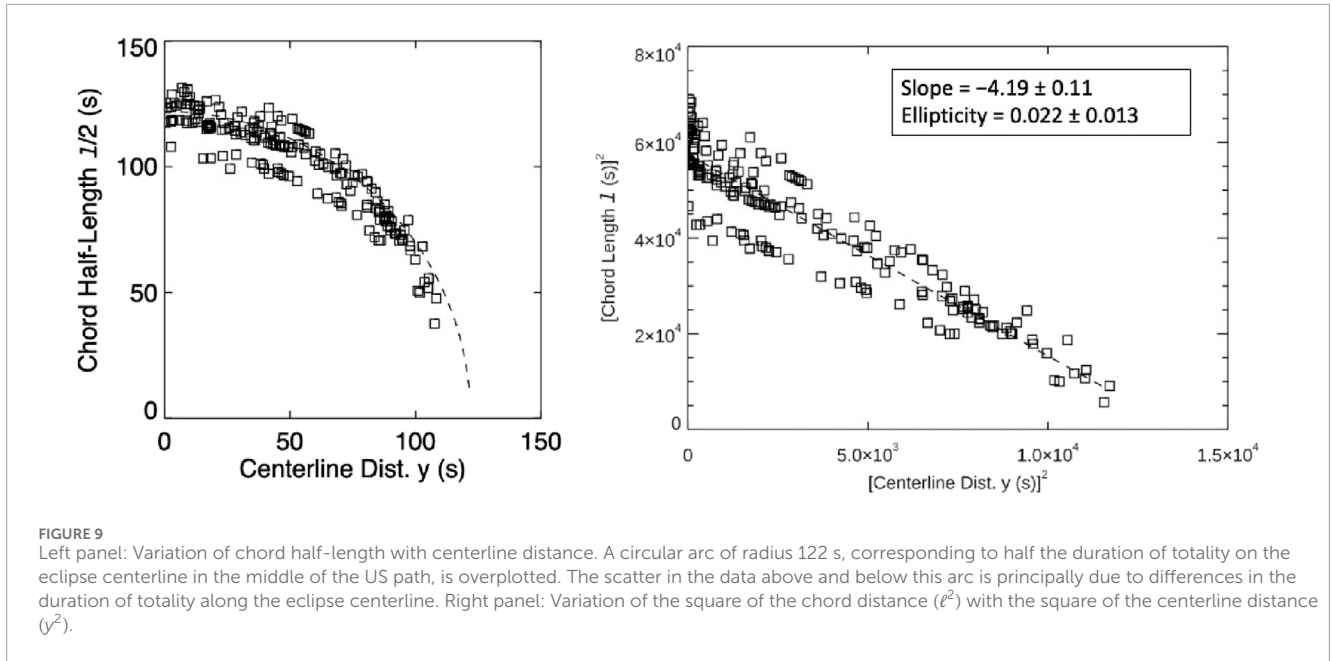 150
100
50
0
Chord Half-Length l/2 (s)
0 50 100 150
Centerline Dist. y (s)
8×10⁴
6×10⁴
4×10⁴
2×10⁴
0
[Chord Length l (s)]²
Slope = −4.19 ± 0.11
Ellipticity = 0.022 ± 0.013
0 5.0×10³ 1.0×10⁴ 1.5×10⁴
[Centerline Dist. y (s)]²
FIGURE 9
Left panel: Variation of chord half-length with centerline distance. A circular arc of radius 122 s, corresponding to half the duration of totality on the
eclipse centerline in the middle of the US path, is overplotted. The scatter in the data above and below this arc is principally due to differences in the
duration of totality along the eclipse centerline. Right panel: Variation of the square of the chord distance (ℓ²) with the square of the centerline distance
(y²).